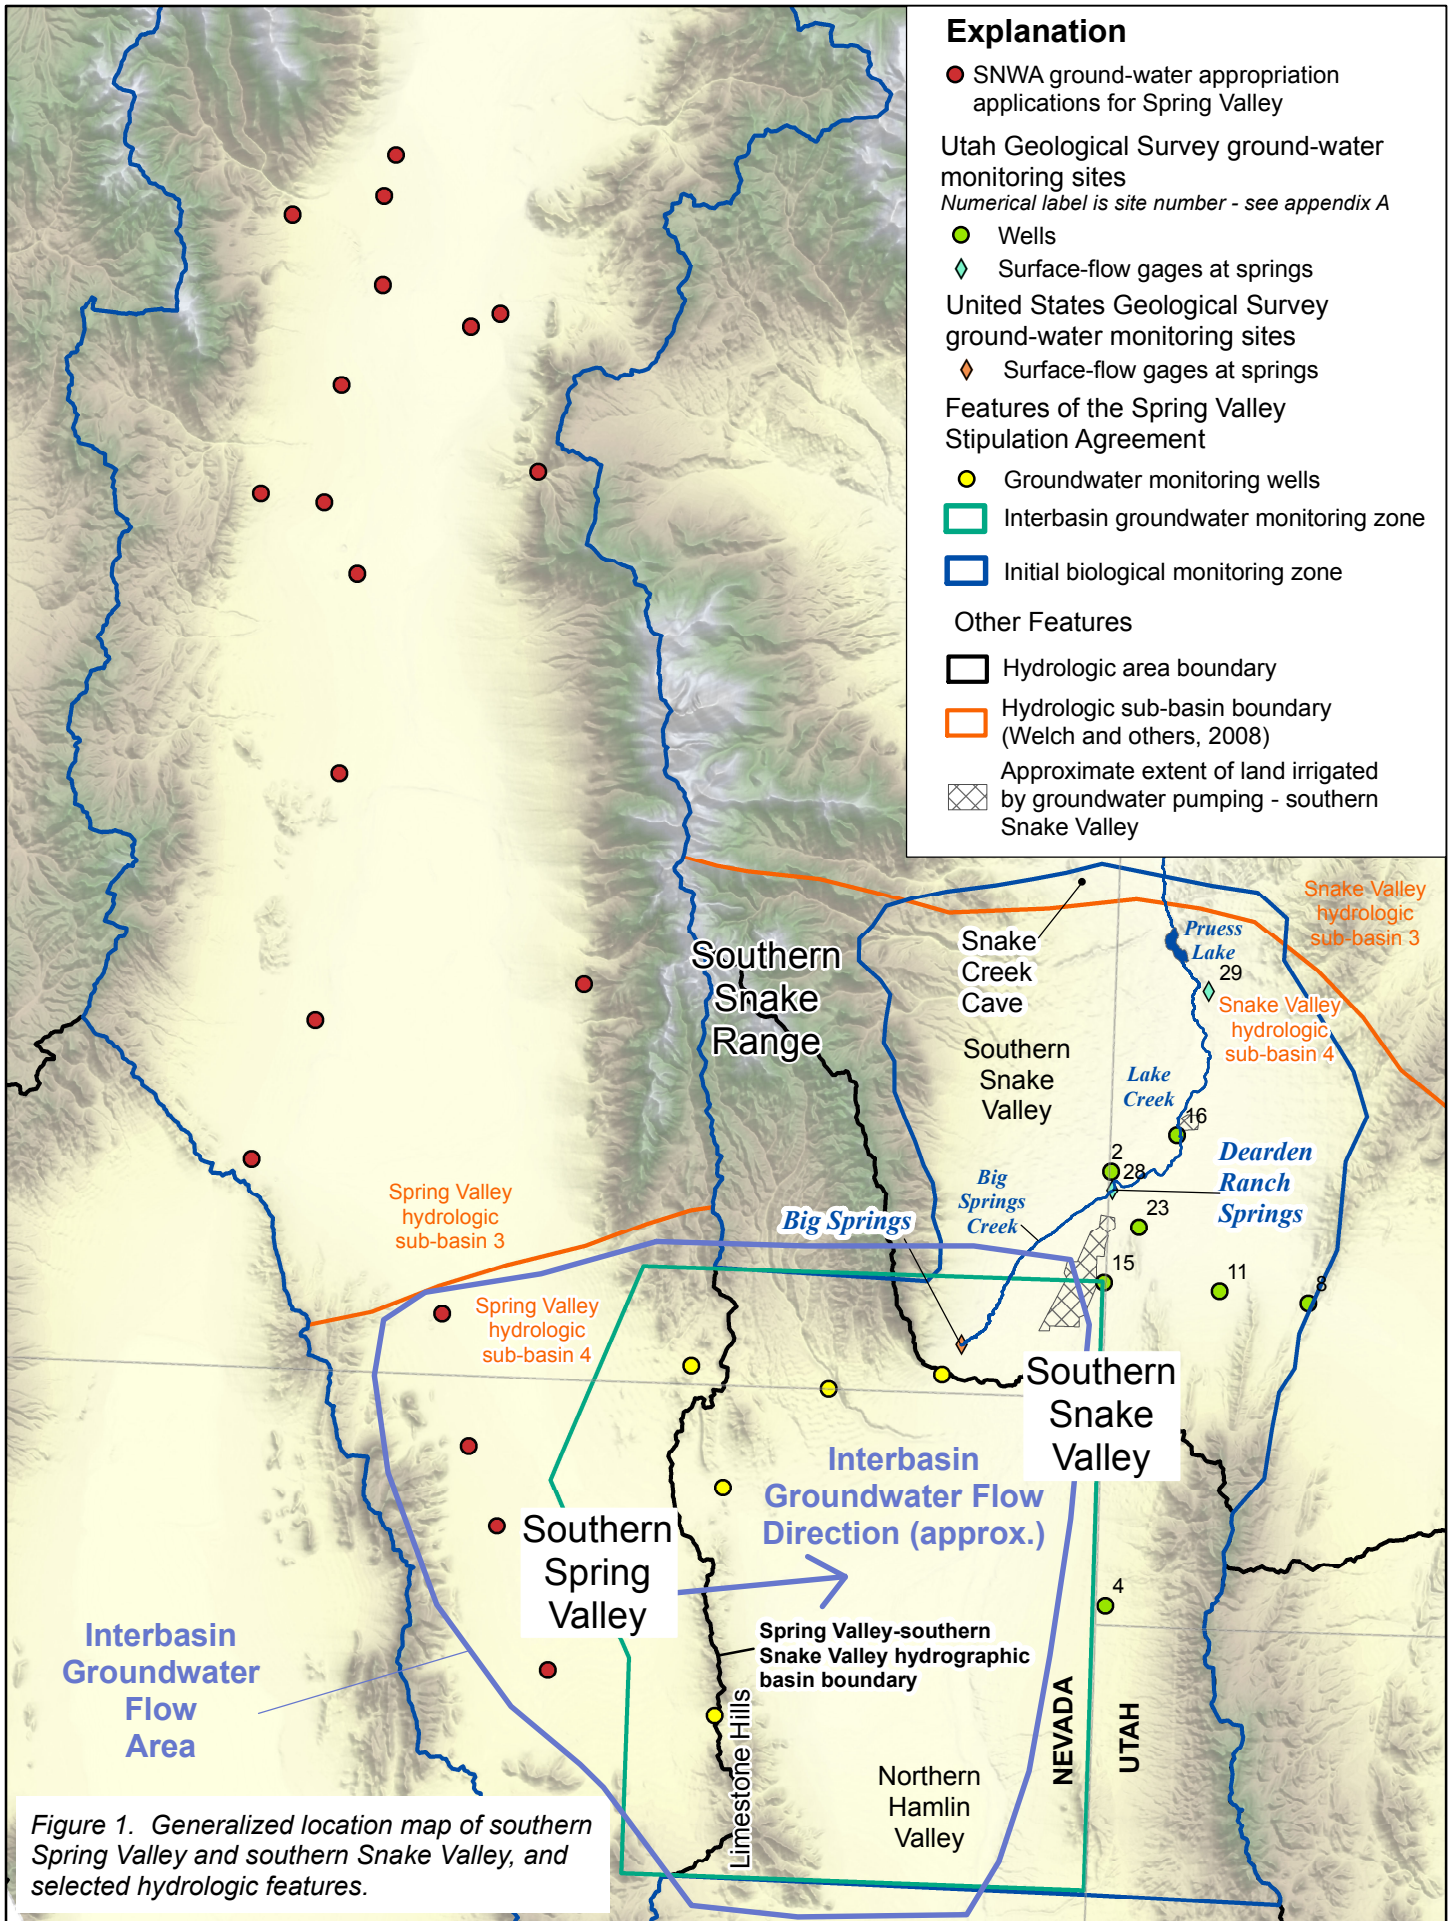 Explanation
SNWA ground-water appropriation
applications for Spring Valley
Utah Geological Survey ground-water
monitoring sites
Numerical label is site number - see appendix A
Wells
Surface-flow gages at springs
United States Geological Survey
ground-water monitoring sites
Surface-flow gages at springs
Features of the Spring Valley
Stipulation Agreement
Groundwater monitoring wells
Interbasin groundwater monitoring zone
Initial biological monitoring zone
Other Features
Hydrologic area boundary
Hydrologic sub-basin boundary
(Welch and others, 2008)
Approximate extent of land irrigated
by groundwater pumping - southern
Snake Valley
Snake Valley
hydrologic
sub-basin 3
Pruess
Lake
29
Snake
Creek
Cave
Southern
Snake
Range
Snake Valley
hydrologic
sub-basin 4
Southern
Snake
Valley
Lake
Creek
16
2
28
Dearden
Ranch
Springs
Big
Springs
Creek
23
Big Springs
Spring Valley
hydrologic
sub-basin 3
15
11
8
Spring Valley
hydrologic
sub-basin 4
Southern
Snake
Valley
Interbasin
Groundwater Flow
Direction (approx.)
Southern
Spring
Valley
4
Interbasin
Groundwater
Flow
Area
Spring Valley-southern
Snake Valley hydrographic
basin boundary
Limestone Hills
NEVADA
UTAH
Northern
Hamlin
Valley
Figure 1. Generalized location map of southern
Spring Valley and southern Snake Valley, and
selected hydrologic features.